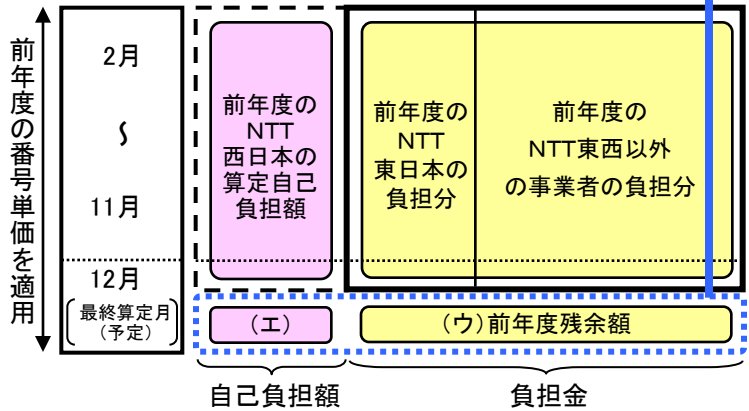 前年度の番号単価を適用
2月
〜
11月
12月
最終算定月
(予定)
前年度の
NTT
西日本の
算定自己
負担額
前年度の
NTT
東日本の
負担分
前年度の
NTT東西以外
の事業者の負担分
(エ)
(ウ)前年度残余額
自己負担額
負担金